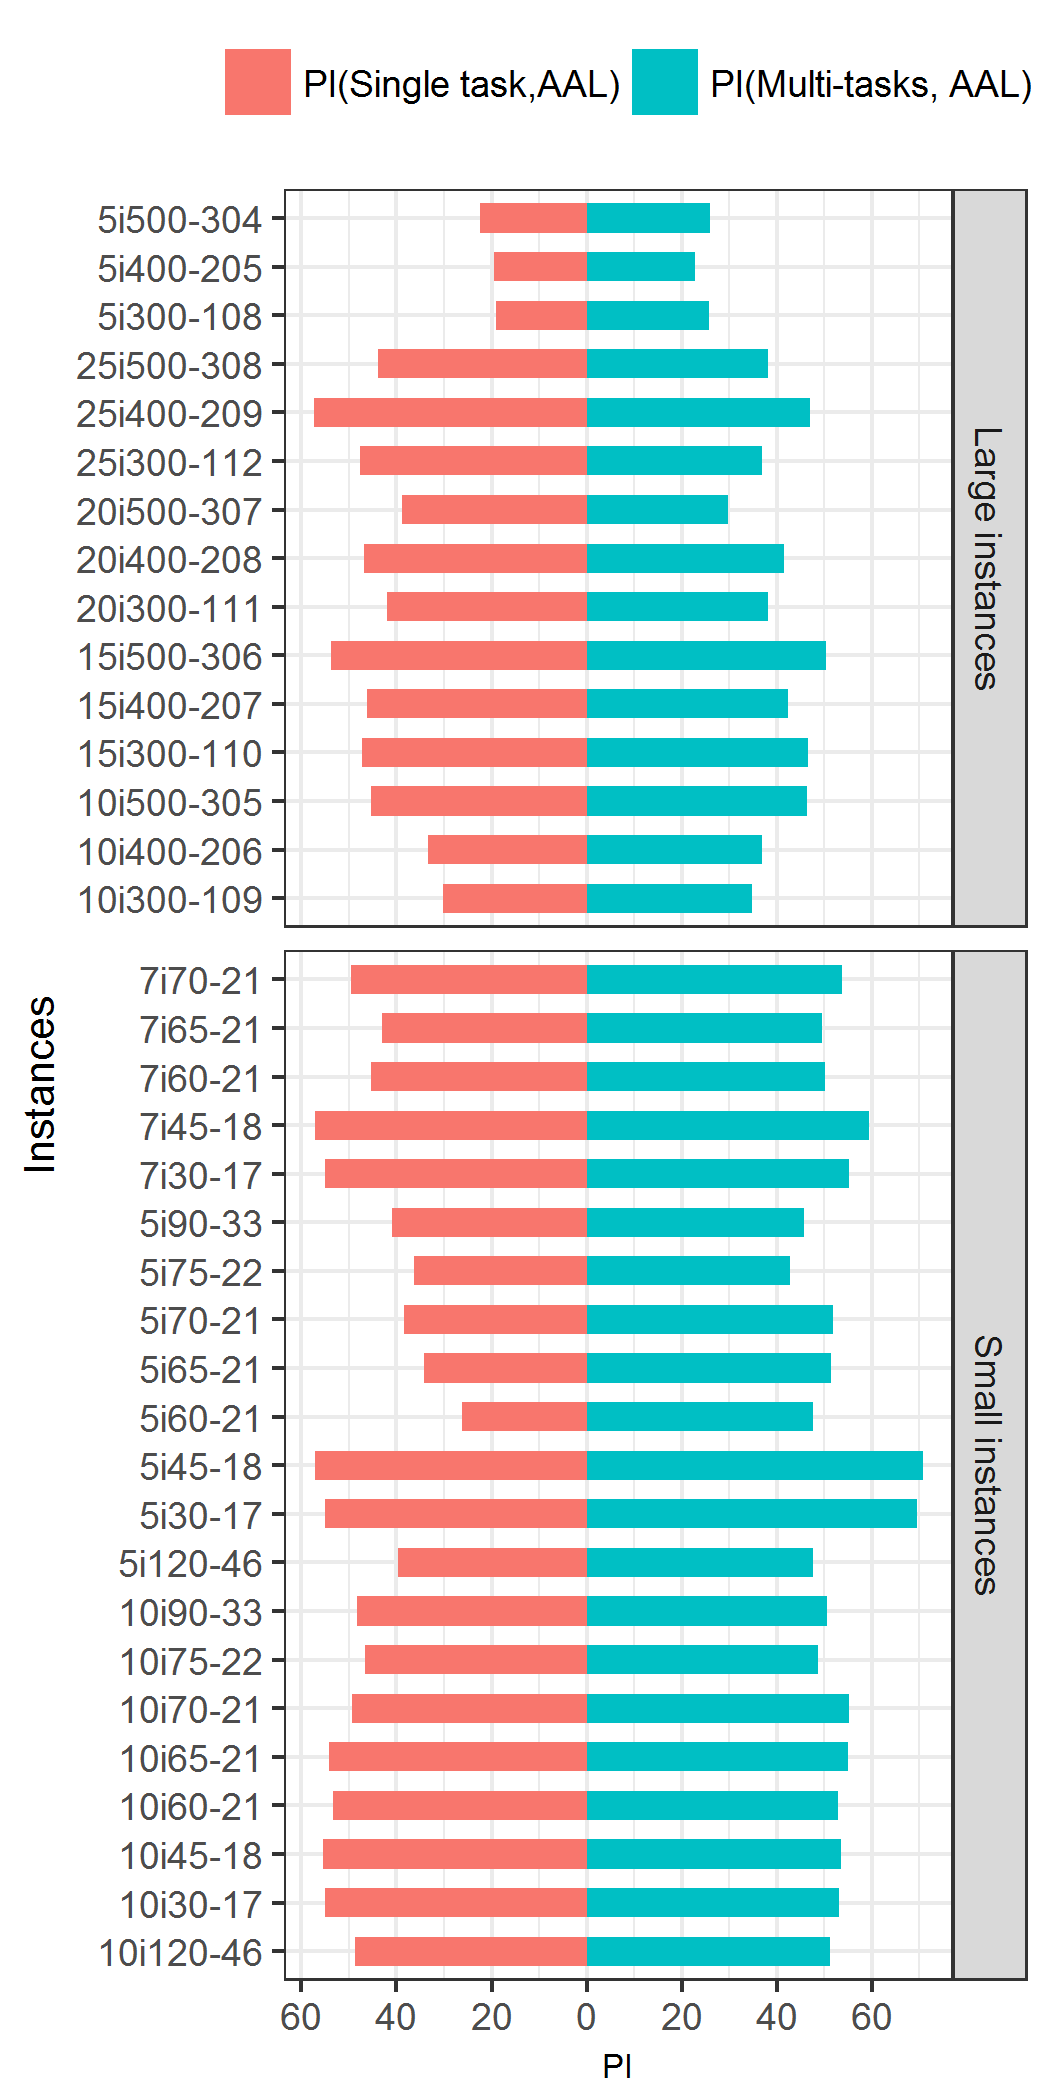 PI(Single task,AAL) PI(Multi-tasks, AAL)
5i500-304
5i400-205
5i300-108
25i500-308
25i400-209
25i300-112
20i500-307
20i400-208
20i300-111
15i500-306
15i400-207
15i300-110
10i500-305
10i400-206
10i300-109
Large instances
Instances
7i70-21
7i65-21
7i60-21
7i45-18
7i30-17
5i90-33
5i75-22
5i70-21
5i65-21
5i60-21
5i45-18
5i30-17
5i120-46
10i90-33
10i75-22
10i70-21
10i65-21
10i60-21
10i45-18
10i30-17
10i120-46
Small instances
60 40 20 0 20 40 60
PI